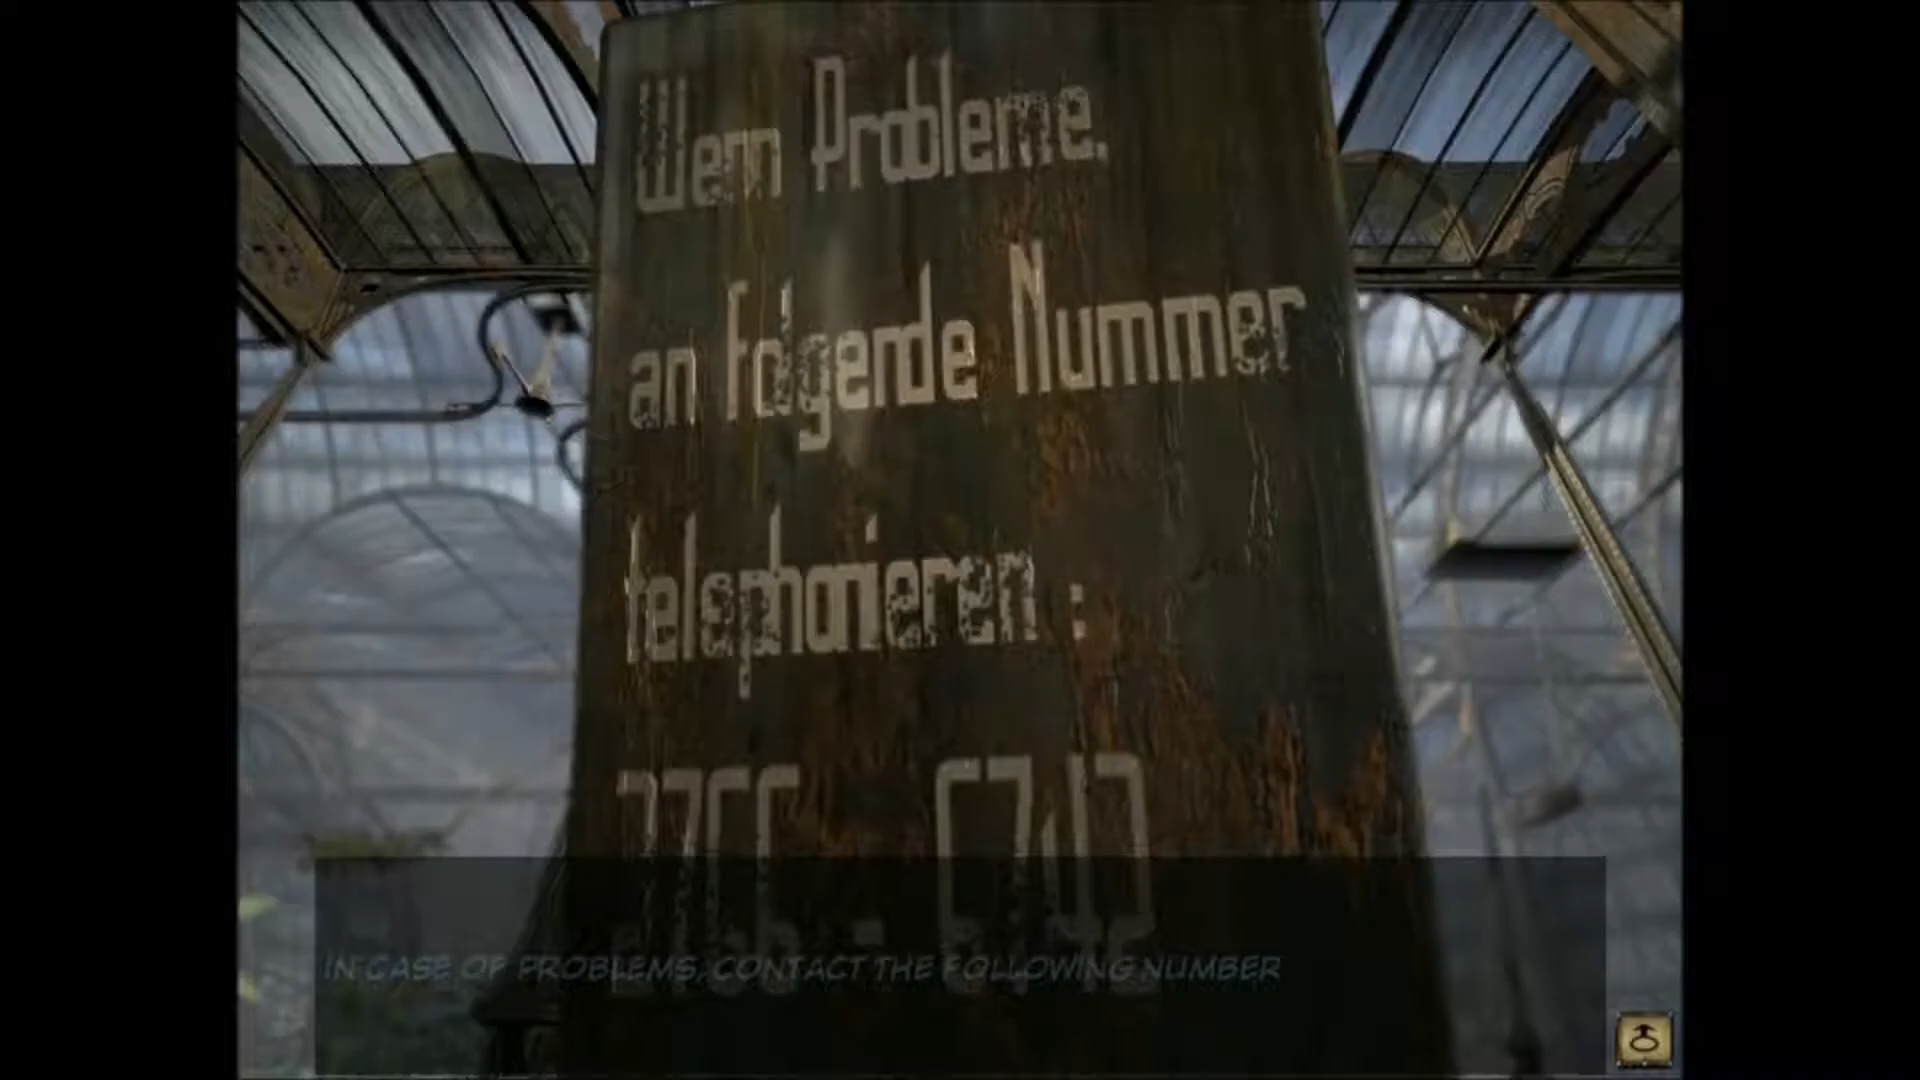 Wenn Probleme,
an folgende Nummer
telephonieren :
IN CASE OF PROBLEMS, CONTACT THE FOLLOWING NUMBER